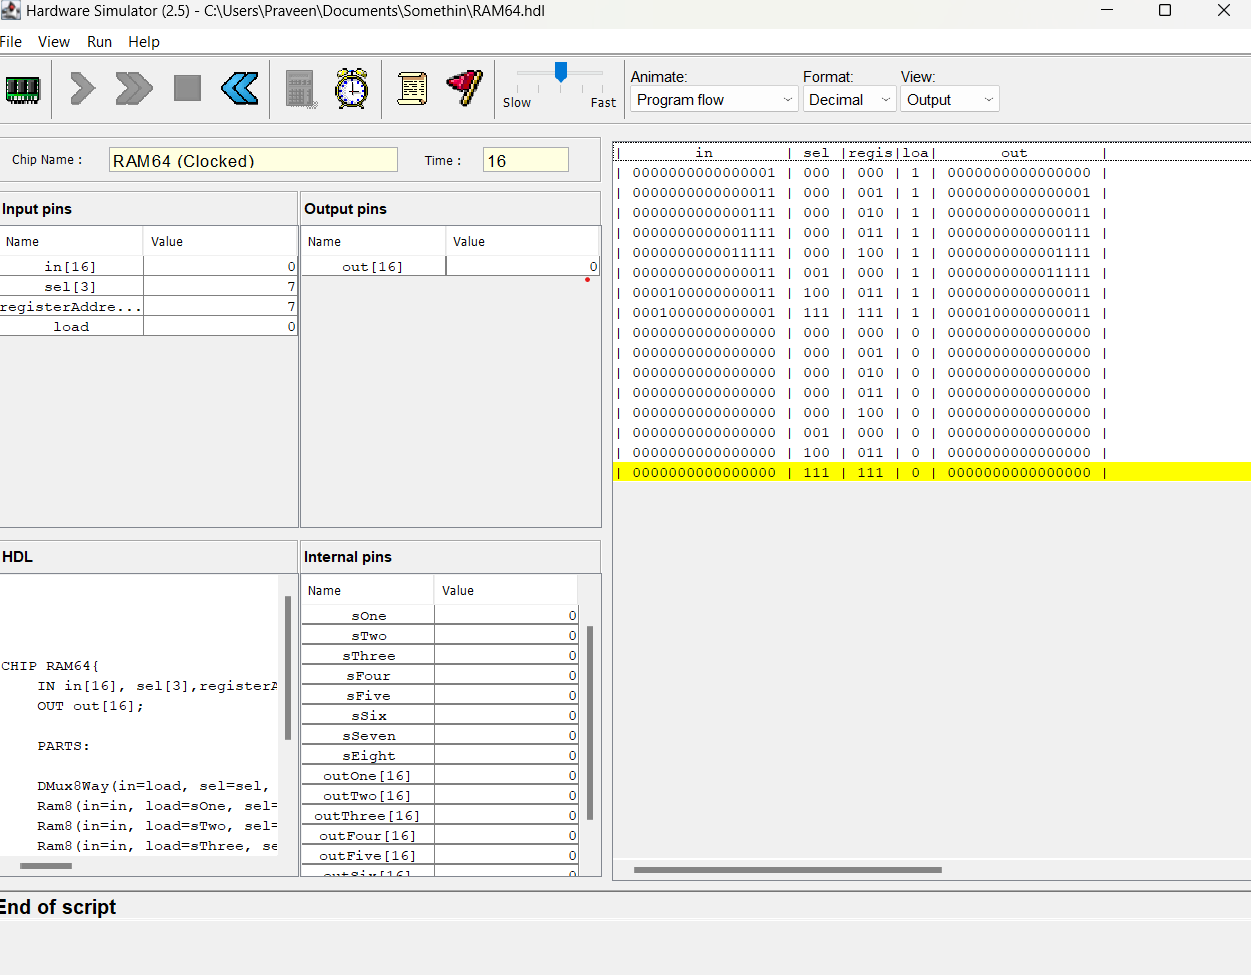 Hardware Simulator (2.5) - C:\Users\Praveen\Documents\Somethin\RAM64.hdl
File View Run Help
Slow Fast
Animate: Format: View:
Program flow Decimal Output
Chip Name : RAM64 (Clocked) Time : 16
Input pins
Name Value
in[16] 0
sel[3] 7
registerAddre... 7
load 0
Output pins
Name Value
out[16] 0
HDL
CHIP RAM64{
IN in[16], sel[3],registerA
OUT out[16];
PARTS:
DMux8Way(in=load, sel=sel,
Ram8(in=in, load=sOne, sel=
Ram8(in=in, load=sTwo, sel=
Ram8(in=in, load=sThree, se
Internal pins
Name Value
sOne 0
sTwo 0
sThree 0
sFour 0
sFive 0
sSix 0
sSeven 0
sEight 0
outOne[16] 0
outTwo[16] 0
outThree[16] 0
outFour[16] 0
outFive[16] 0
outSix[16] 0
| in | sel |regis|loa| out |
| 0000000000000001 | 000 | 000 | 1 | 0000000000000000 |
| 0000000000000011 | 000 | 001 | 1 | 0000000000000001 |
| 0000000000000111 | 000 | 010 | 1 | 0000000000000011 |
| 0000000000001111 | 000 | 011 | 1 | 0000000000000111 |
| 0000000000011111 | 000 | 100 | 1 | 0000000000001111 |
| 0000000000000011 | 001 | 000 | 1 | 0000000000011111 |
| 0000100000000011 | 100 | 011 | 1 | 0000000000000011 |
| 0001000000000001 | 111 | 111 | 1 | 0000100000000011 |
| 0000000000000000 | 000 | 000 | 0 | 0000000000000000 |
| 0000000000000000 | 000 | 001 | 0 | 0000000000000000 |
| 0000000000000000 | 000 | 010 | 0 | 0000000000000000 |
| 0000000000000000 | 000 | 011 | 0 | 0000000000000000 |
| 0000000000000000 | 000 | 100 | 0 | 0000000000000000 |
| 0000000000000000 | 001 | 000 | 0 | 0000000000000000 |
| 0000000000000000 | 100 | 011 | 0 | 0000000000000000 |
| 0000000000000000 | 111 | 111 | 0 | 0000000000000000 |
End of script